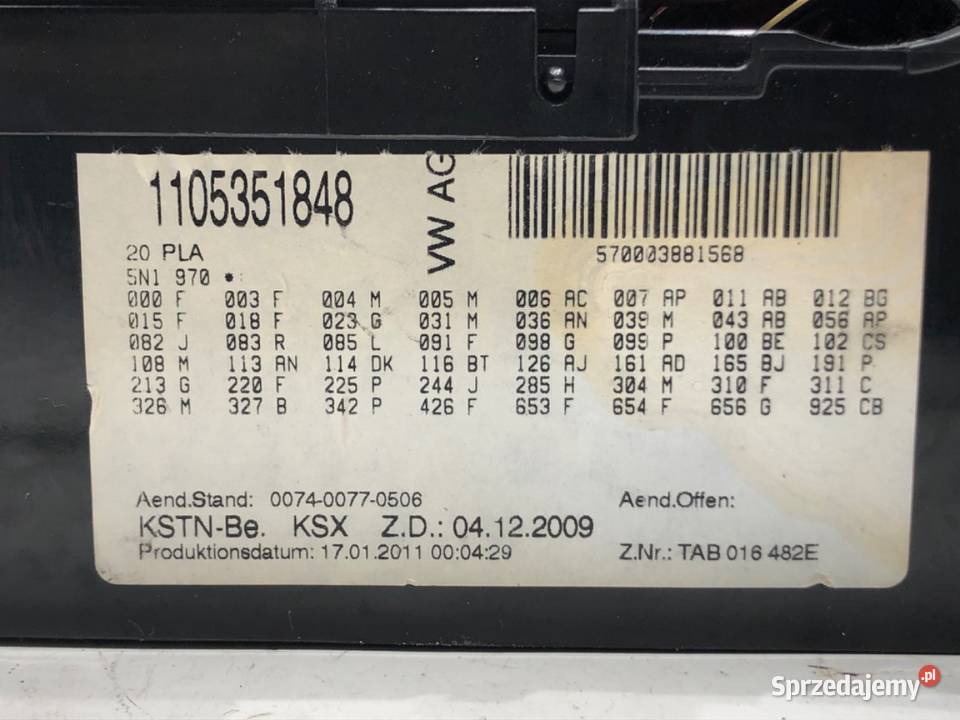 1105351848
VW AG
570003881568
20 PLA
5N1 970 •
000 F 003 F 004 M 005 M 006 AC 007 AP 011 AB 012 BG
015 F 018 F 023 G 031 M 036 AN 039 M 043 AB 056 AP
082 J 083 R 085 L 091 F 098 G 099 P 100 BE 102 CS
108 M 113 AN 114 DK 116 BT 126 AJ 161 AD 165 BJ 191 P
213 G 220 F 225 P 244 J 285 H 304 M 310 F 311 C
326 M 327 B 342 P 426 F 653 F 654 F 656 G 925 CB
Aend.Stand: 0074-0077-0506 Aend.Offen:
KSTN-Be. KSX Z.D.: 04.12.2009
Produktionsdatum: 17.01.2011 00:04:29 Z.Nr.: TAB 016 482E
Sprzedajemy.pl